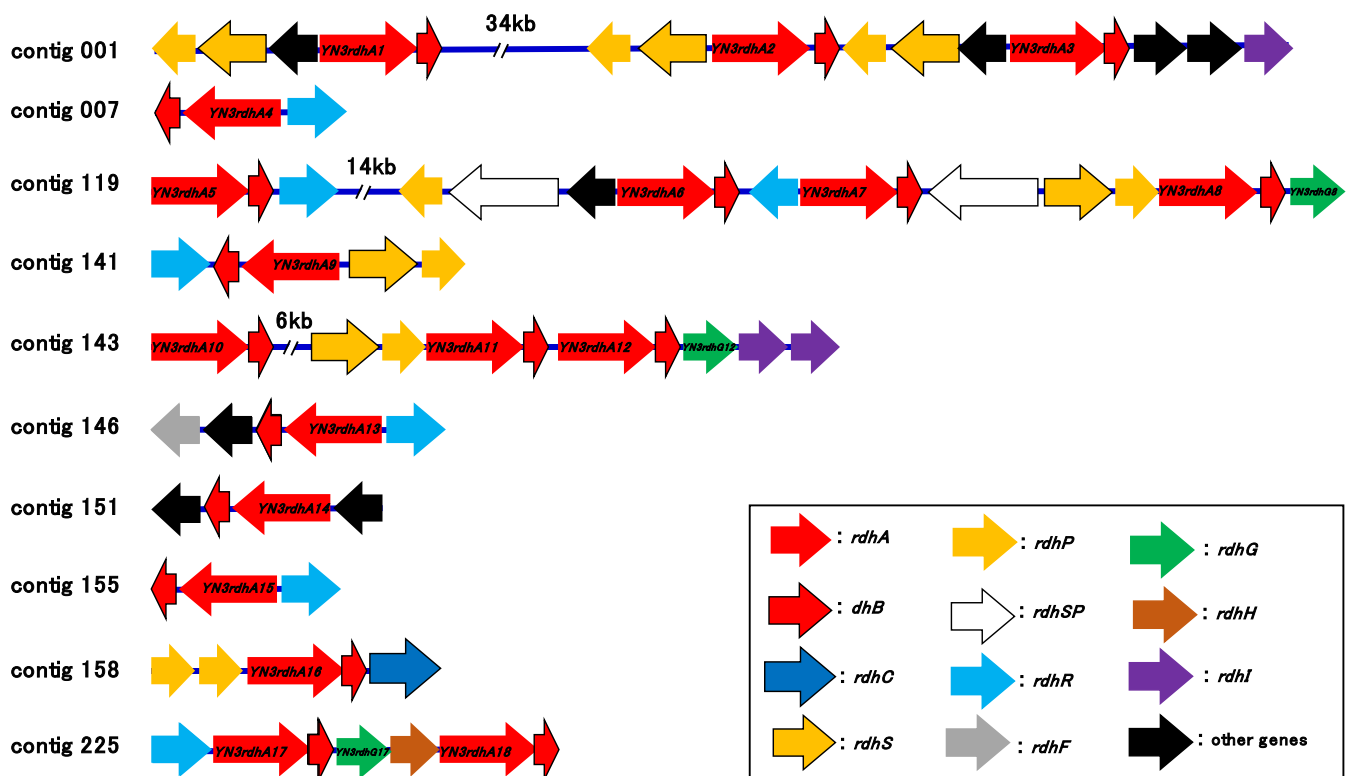 34kb
contig 001
YN3rdhA1
YN3rdhA2
YN3rdhA3
contig 007
YN3rdhA4
contig 119
14kb
YN3rdhA5
YN3rdhA6
YN3rdhA7
YN3rdhA8
YN3rdhG8
contig 141
YN3rdhA9
contig 143
6kb
YN3rdhA10
YN3rdhA11
YN3rdhA12
YN3rdhG12
contig 146
YN3rdhA13
contig 151
YN3rdhA14
contig 155
YN3rdhA15
contig 158
YN3rdhA16
contig 225
YN3rdhA17
YN3rdhG17
YN3rdhA18
: rdhA
: rdhP
: rdhG
: dhB
: rdhSP
: rdhH
: rdhC
: rdhR
: rdhI
: rdhS
: rdhF
: other genes